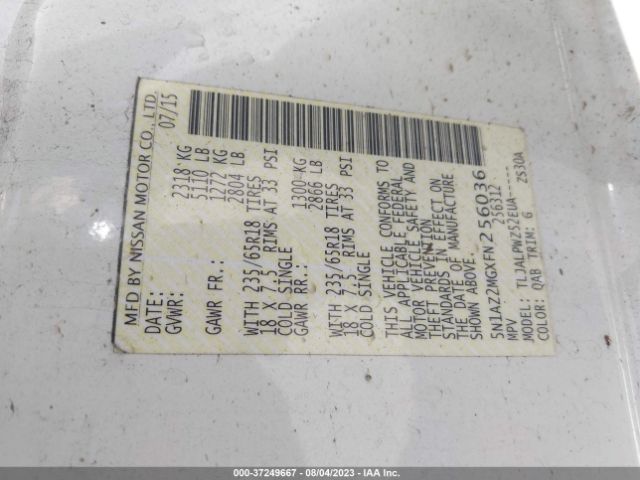 MFD BY NISSAN MOTOR CO., LTD.
DATE: 07/15
GVWR: 2318 KG
5110 LB
GAWR FR.: 1272 KG
2804 LB
WITH 235/65R18 TIRES
18 X 7.5 RIMS AT 33 PSI
COLD SINGLE
GAWR RR.: 1300 KG
2866 LB
WITH 235/65R18 TIRES
18 X 7.5 RIMS AT 33 PSI
COLD SINGLE
THIS VEHICLE CONFORMS TO
ALL APPLICABLE FEDERAL
MOTOR VEHICLE SAFETY AND
THEFT PREVENTION
STANDARDS IN EFFECT ON
THE DATE OF MANUFACTURE
SHOWN ABOVE.
5N1AZ2MGXFN256036
MPV 256312
MODEL: TLJALPWZ52EUA-----
COLOR: QAB TRIM: G ZS30A
000-37249667 - 08/04/2023 - IAA Inc.